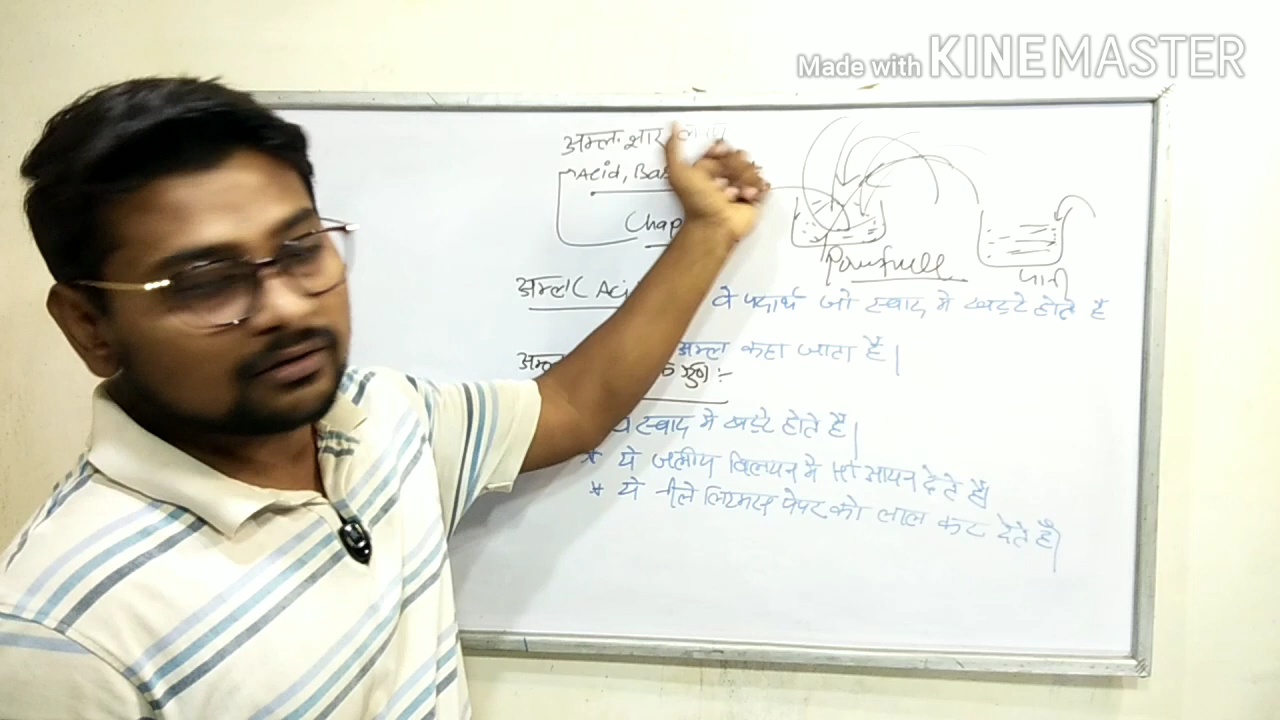 Made with KINEMASTER
अम्ल. क्षार
Acid, Bas
Chap
Powfull
पानी
अम्ल ( Aci वे पदार्थ जो स्वाद मे खट्टे होते है
अम्ल कहा जाता हैं।
अम्ल के गुण :-
ये स्वाद मे खट्टे होते हैं।
* ये जलीय विलयन मे H+ आयन देते हैं।
* ये नीले लिटमस पेपर को लाल कर देते हैं।